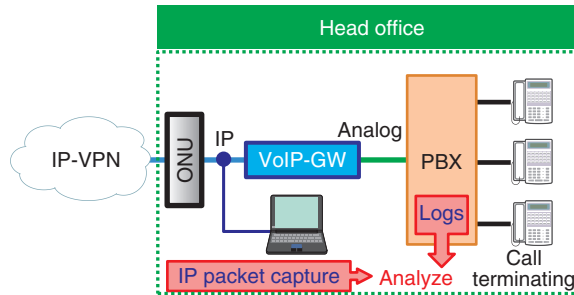 Head office
IP-VPN
ONU
IP
VoIP-GW
Analog
PBX
Logs
IP packet capture
Analyze
Call
terminating